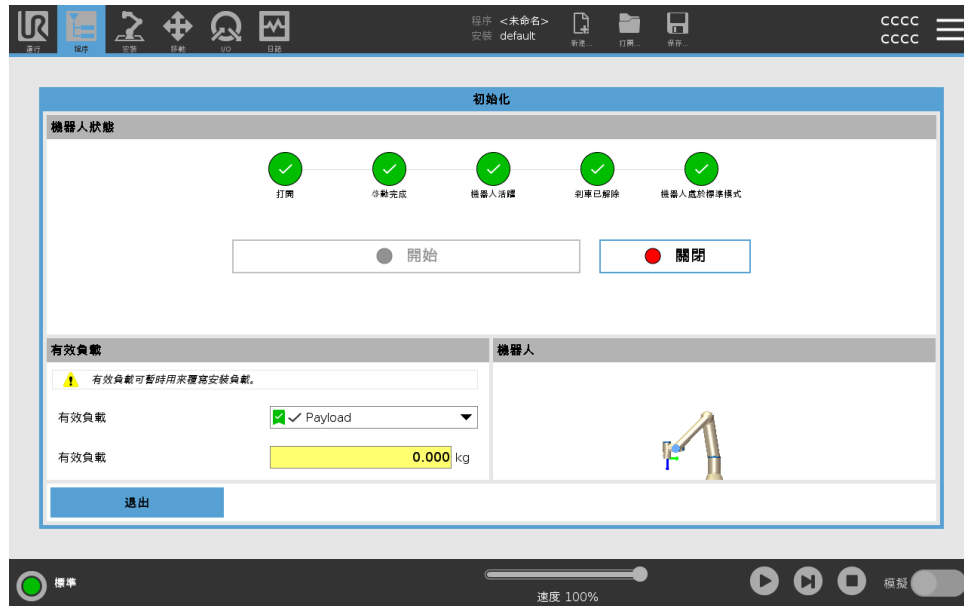 UR
運行
程序
安裝
移動
I/O
日誌
程序 <未命名>
安裝 default
新建...
打開...
保存...
CCCC
CCCC
初始化
機器人狀態
打開
啓動完成
機器人活躍
剎車已解除
機器人處於標準模式
開始
關閉
有效負載
機器人
有效負載可暫時用來覆寫安裝負載。
有效負載
Payload
有效負載
0.000 kg
退出
標準
速度 100%
模擬